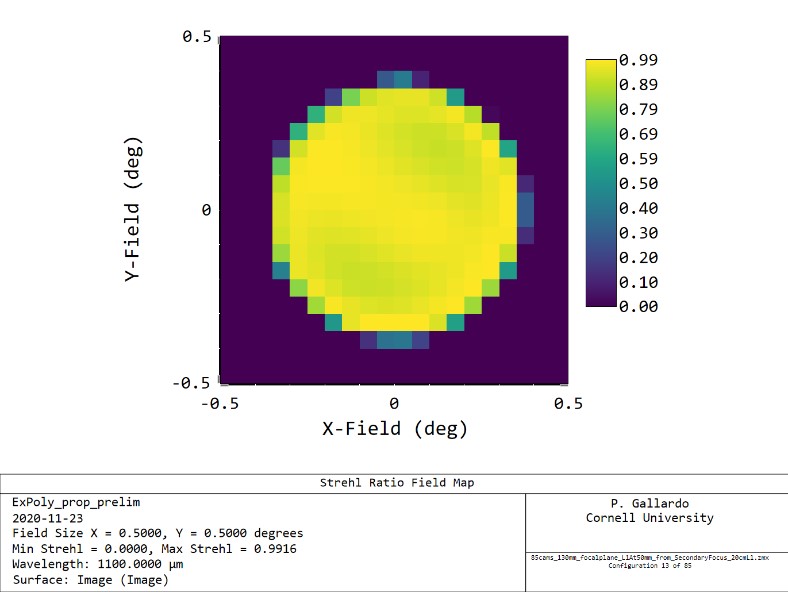 0.5
0
-0.5
Y-Field (deg)
-0.5 0 0.5
X-Field (deg)
0.99
0.89
0.79
0.69
0.59
0.50
0.40
0.30
0.20
0.10
0.00
Strehl Ratio Field Map
ExPoly_prop_prelim
2020-11-23
Field Size X = 0.5000, Y = 0.5000 degrees
Min Strehl = 0.0000, Max Strehl = 0.9916
Wavelength: 1100.0000 µm
Surface: Image (Image)
P. Gallardo
Cornell University
85cams_130mm_focalplane_L1At50mm_from_SecondaryFocus_20cmL1.zmx
Configuration 13 of 85